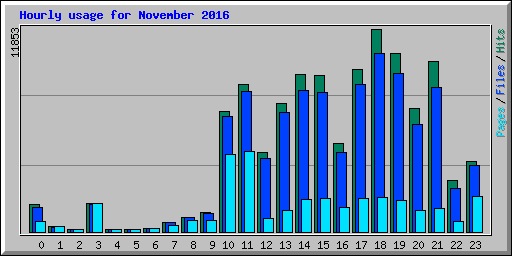 Hourly usage for November 2016
11853
Pages/Files/Hits
0 1 2 3 4 5 6 7 8 9 10 11 12 13 14 15 16 17 18 19 20 21 22 23